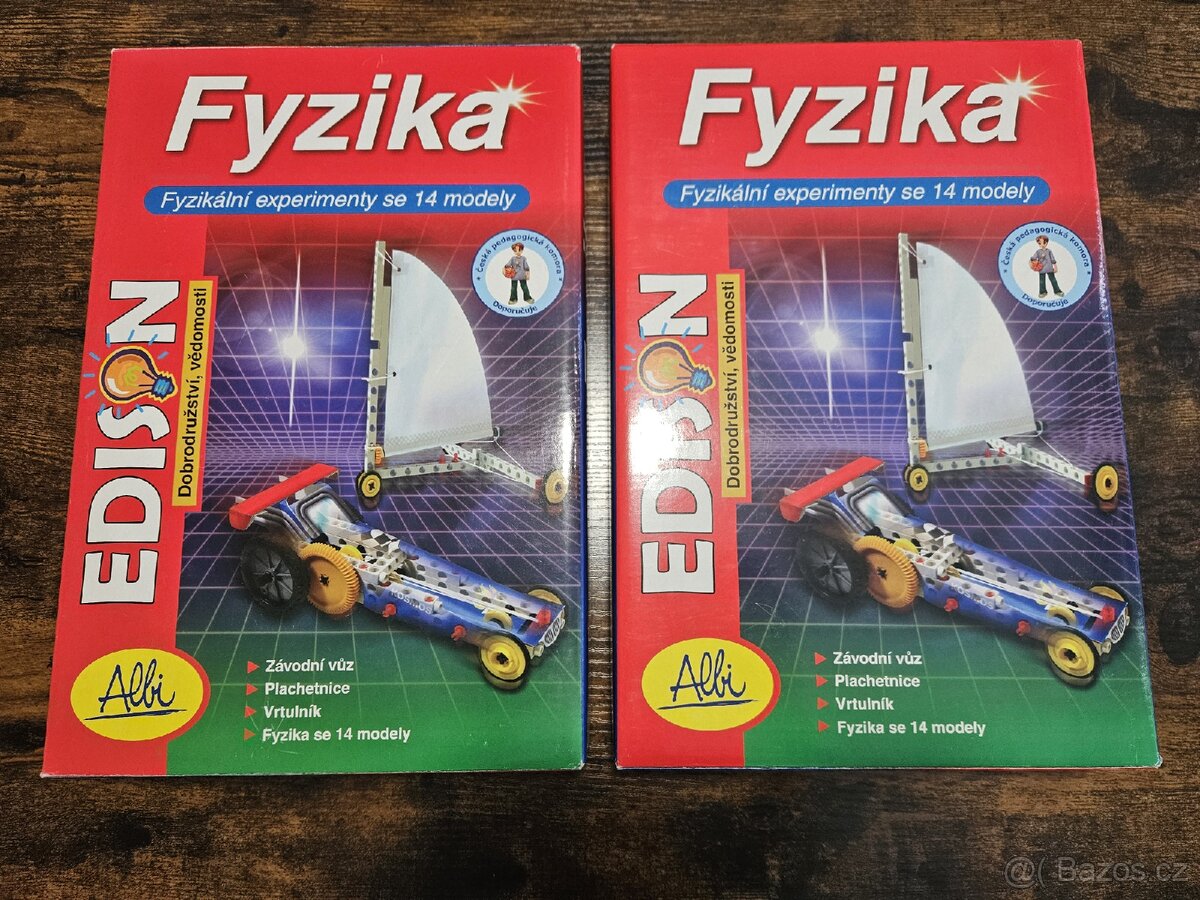 Fyzika
Fyzikální experimenty se 14 modely
Česká pedagogická komora
Doporučuje
EDISON
Dobrodružství, vědomosti
KOSMOS
Albi
Závodní vůz
Plachetnice
Vrtulník
Fyzika se 14 modely
Fyzika
Fyzikální experimenty se 14 modely
Česká pedagogická komora
Doporučuje
EDISON
Dobrodružství, vědomosti
KOSMOS
Albi
Závodní vůz
Plachetnice
Vrtulník
Fyzika se 14 modely
@( Bazos.cz